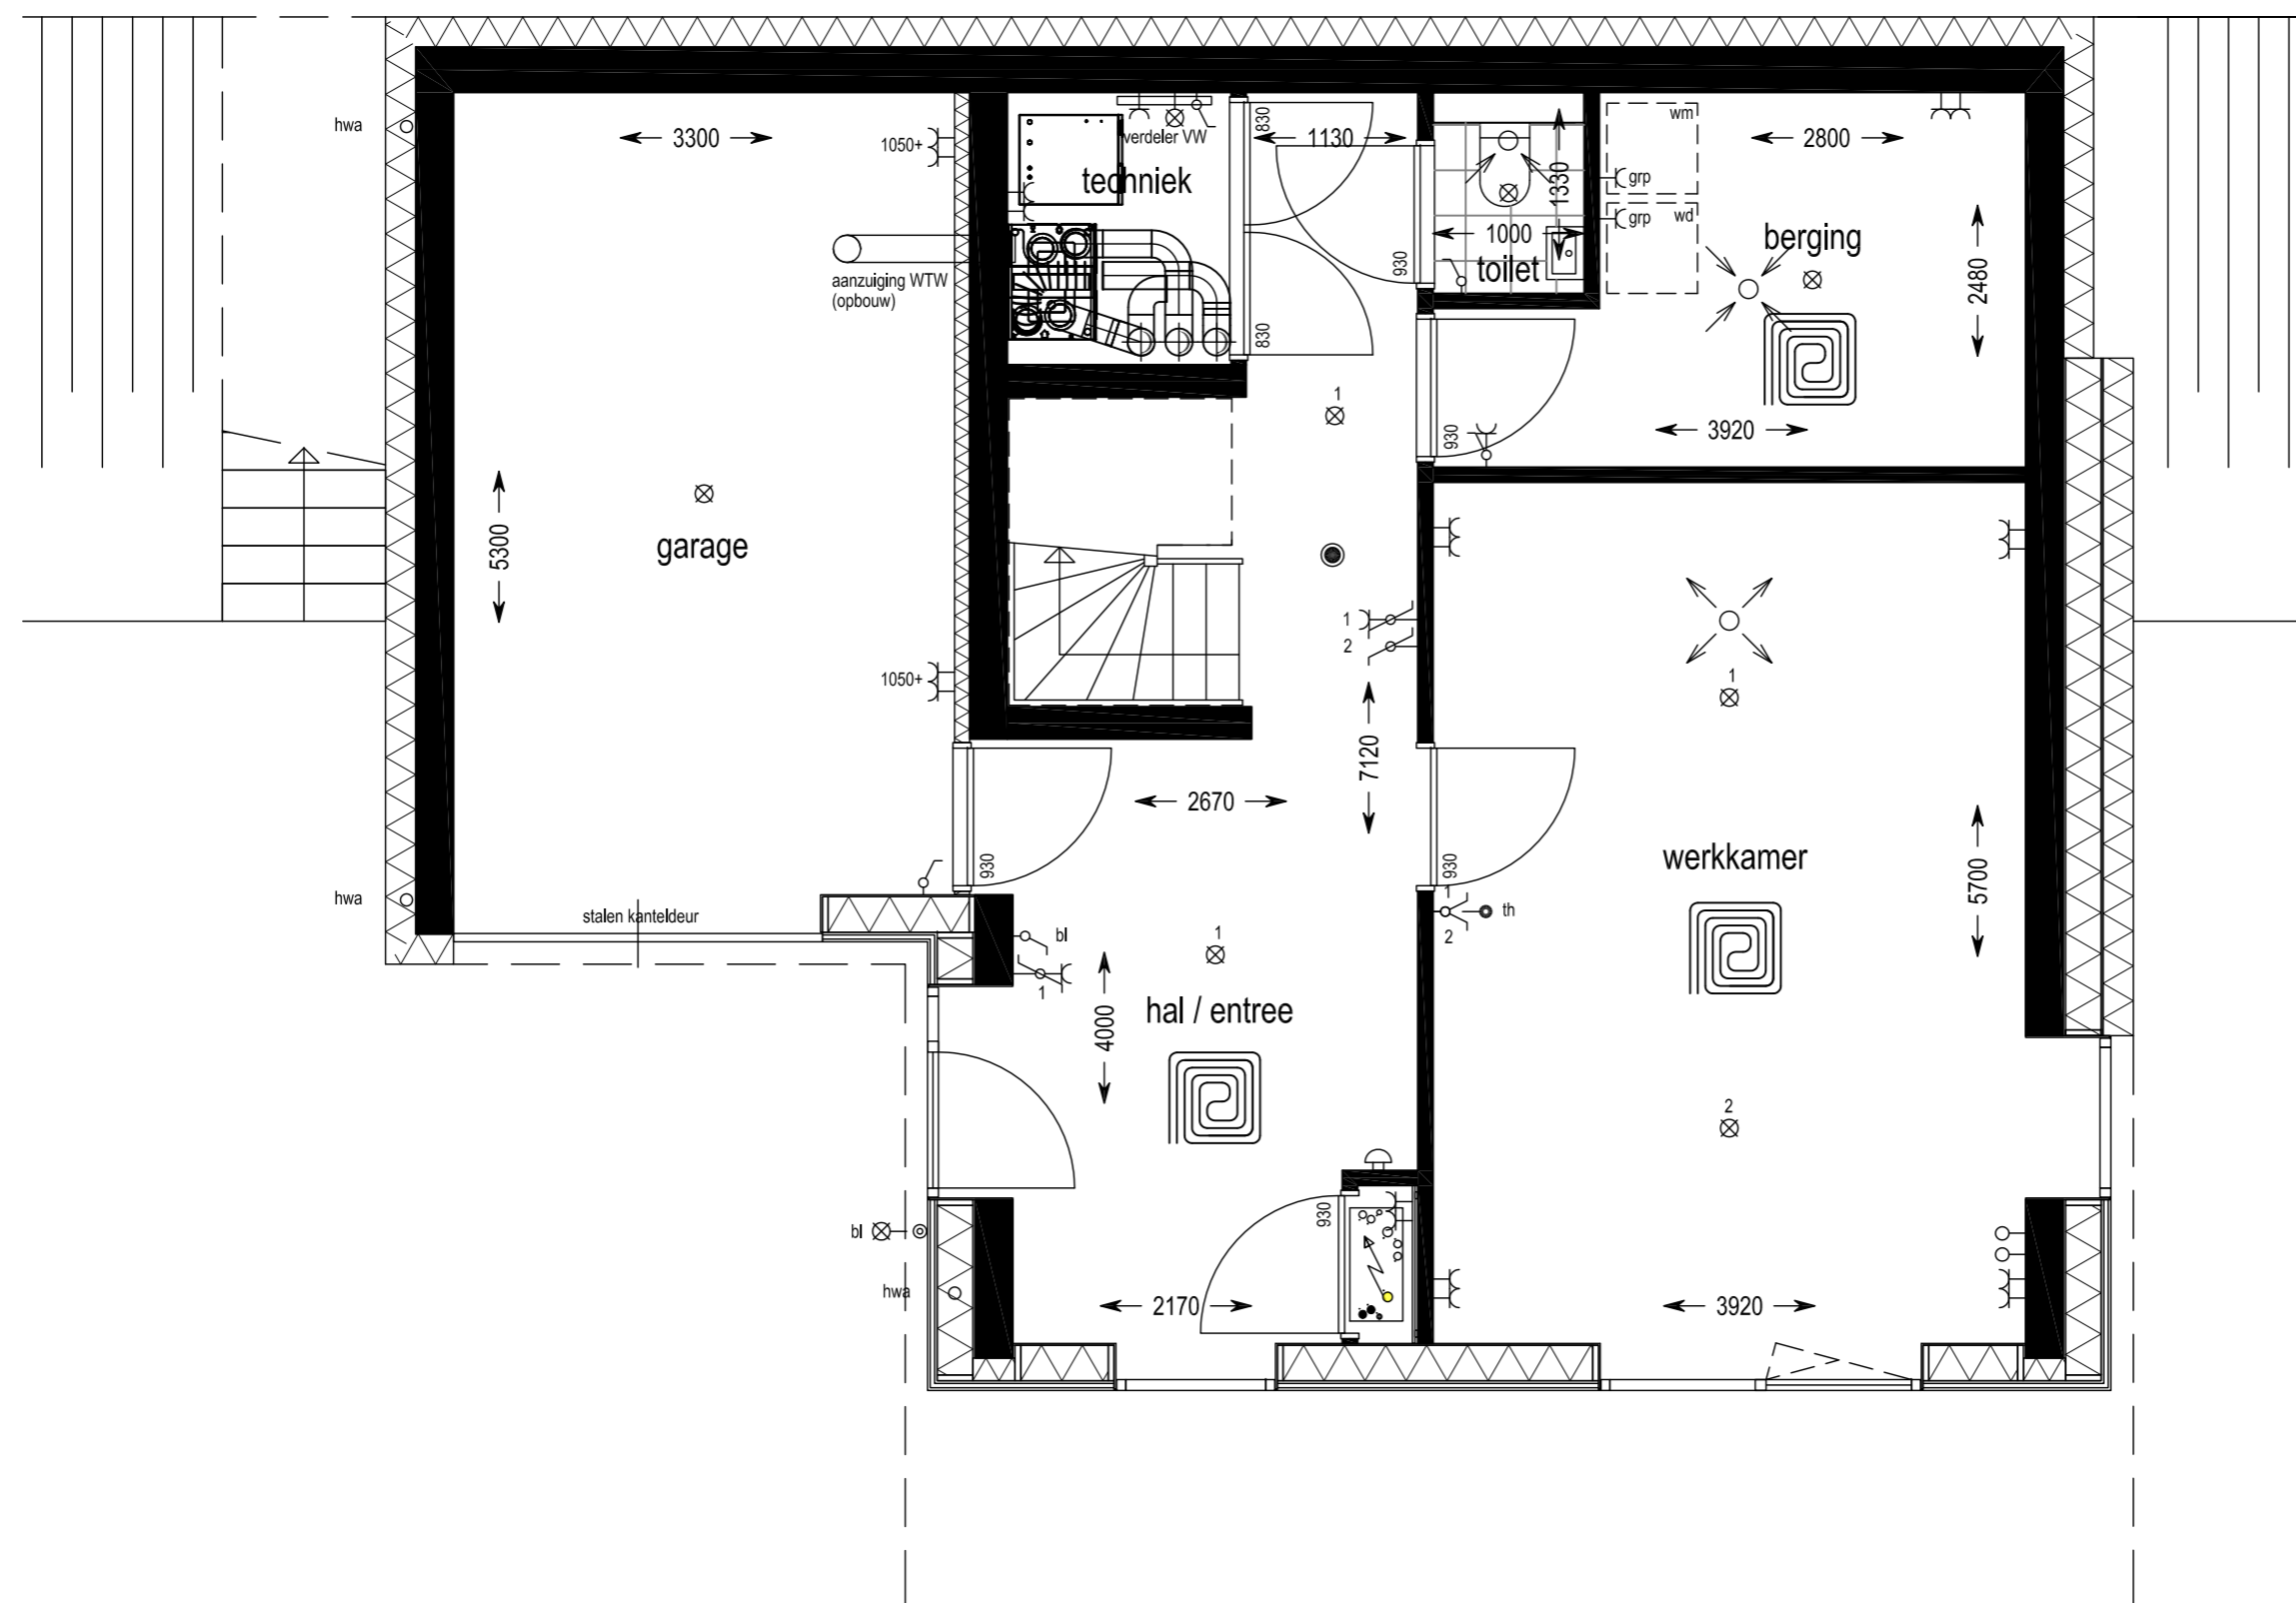 hwa
3300
1050+
verdeler VW
830
1130
1330
wm
2800
techniek
grp
grp
wd
1000
930
toilet
berging
2480
aanzuiging WTW
(opbouw)
830
1
930
3920
5300
garage
1
2
1050+
1
7120
2670
930
930
werkkamer
5700
hwa
stalen kanteldeur
bl
1
1
2
th
1
4000
hal / entree
2
bl
930
hwa
2170
3920